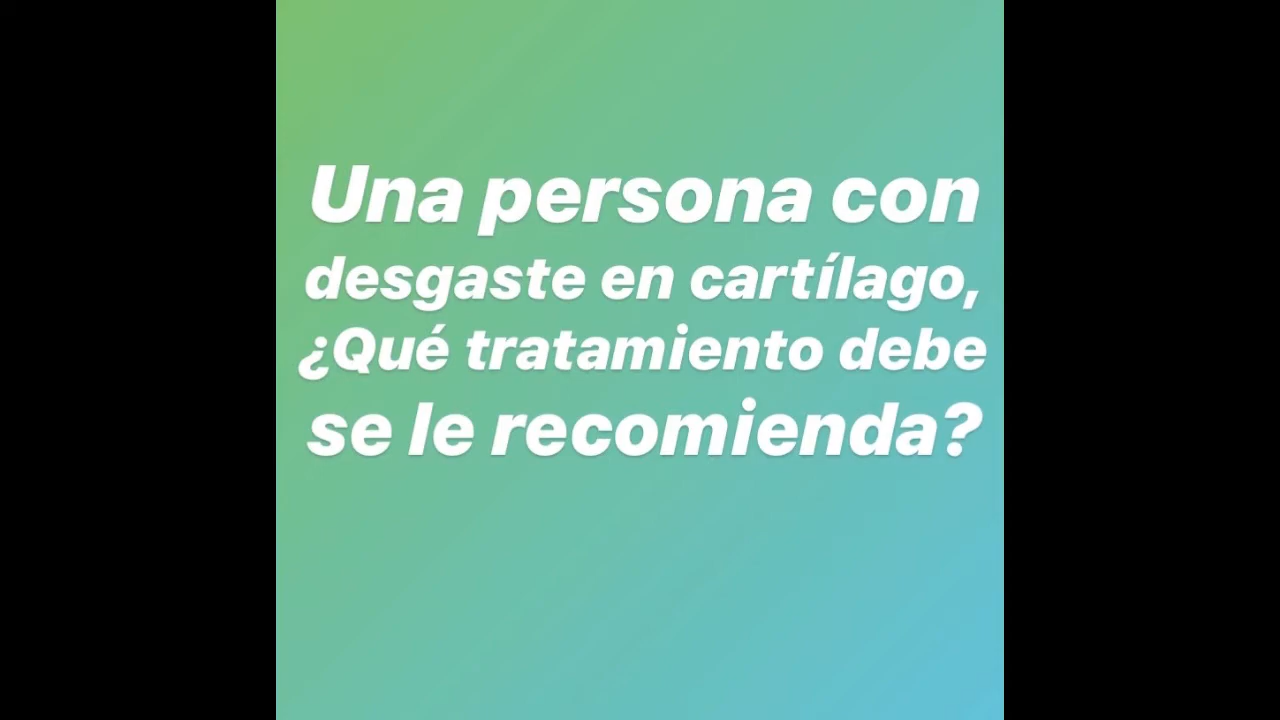 Una persona con
desgaste en cartílago,
¿Qué tratamiento debe
se le recomienda?